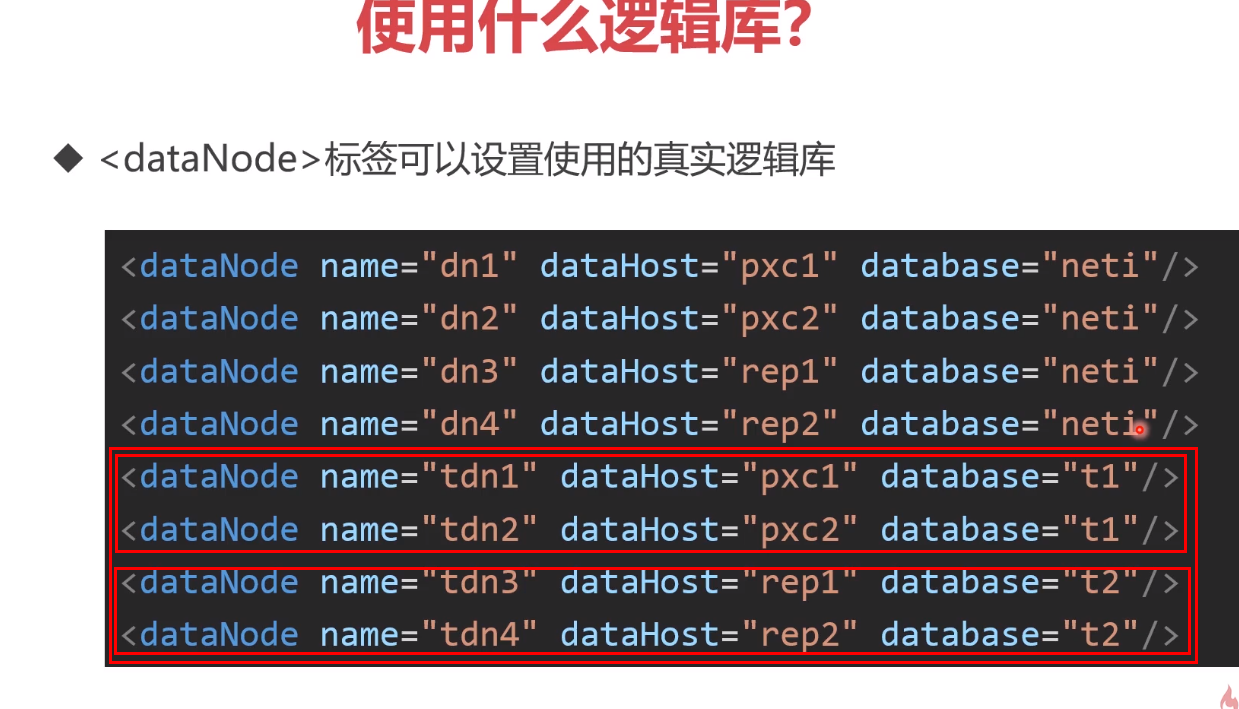 使用什么逻辑库?
◆ <dataNode>标签可以设置使用的真实逻辑库
<dataNode name="dn1" dataHost="pxc1" database="neti"/>
<dataNode name="dn2" dataHost="pxc2" database="neti"/>
<dataNode name="dn3" dataHost="rep1" database="neti"/>
<dataNode name="dn4" dataHost="rep2" database="neti"/>
<dataNode name="tdn1" dataHost="pxc1" database="t1"/>
<dataNode name="tdn2" dataHost="pxc2" database="t1"/>
<dataNode name="tdn3" dataHost="rep1" database="t2"/>
<dataNode name="tdn4" dataHost="rep2" database="t2"/>